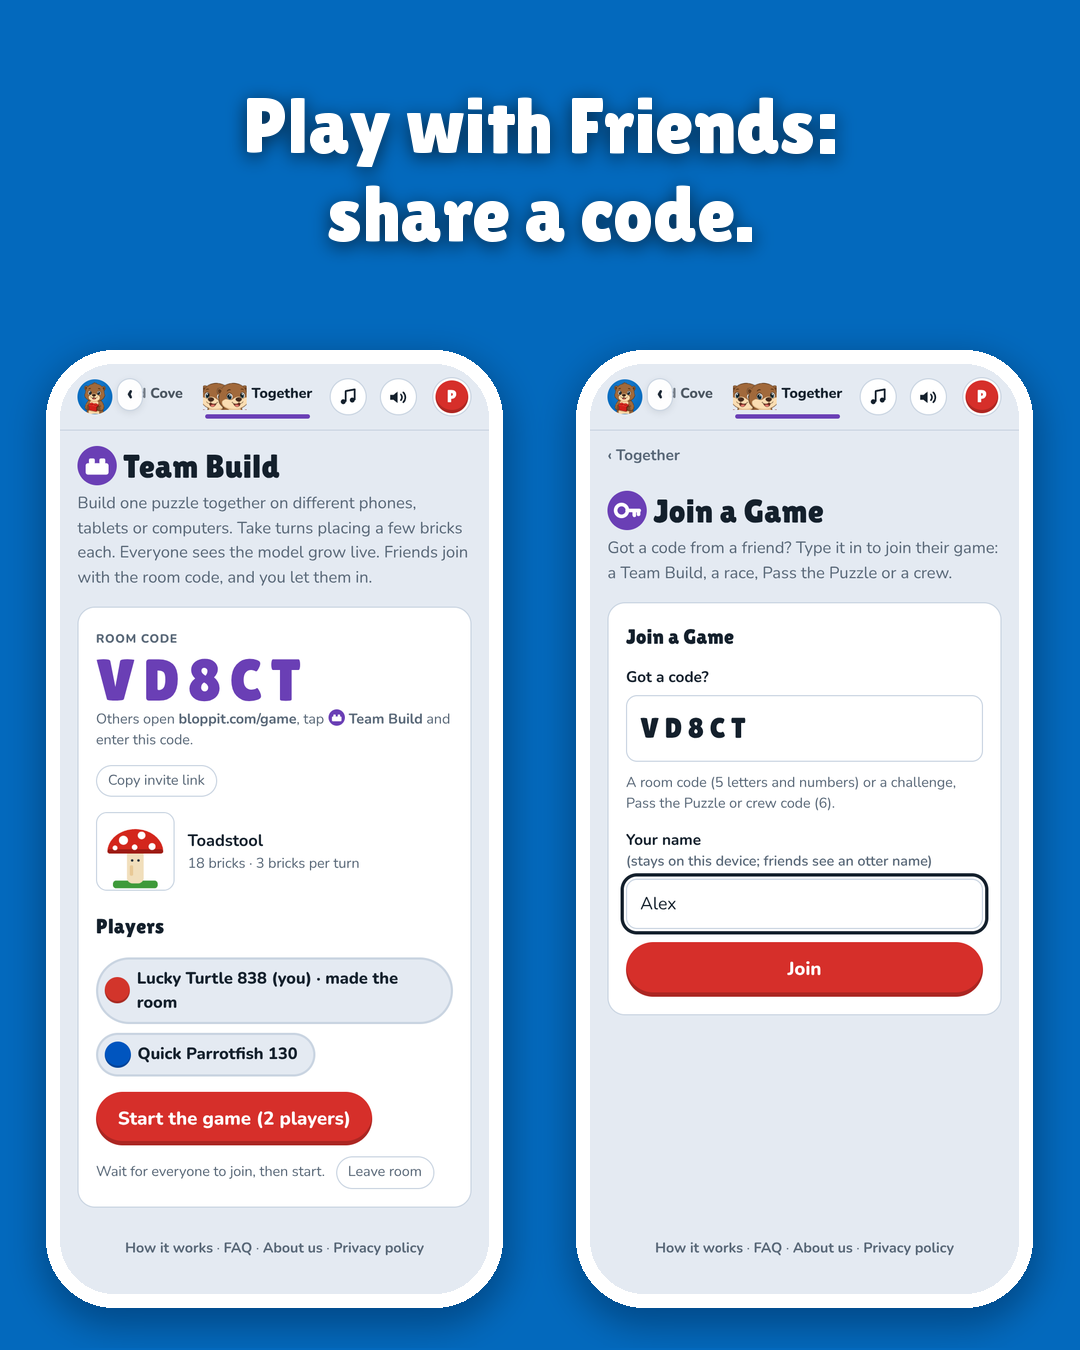 Play with Friends:
share a code.
Cove
Together
P
Team Build
Build one puzzle together on different phones,
tablets or computers. Take turns placing a few bricks
each. Everyone sees the model grow live. Friends join
with the room code, and you let them in.
ROOM CODE
VD8CT
Others open bloppit.com/game, tap Team Build and
enter this code.
Copy invite link
Toadstool
18 bricks · 3 bricks per turn
Players
Lucky Turtle 838 (you) · made the
room
Quick Parrotfish 130
Start the game (2 players)
Wait for everyone to join, then start.
Leave room
How it works · FAQ · About us · Privacy policy
Cove
Together
P
‹ Together
Join a Game
Got a code from a friend? Type it in to join their game:
a Team Build, a race, Pass the Puzzle or a crew.
Join a Game
Got a code?
VD8CT
A room code (5 letters and numbers) or a challenge,
Pass the Puzzle or crew code (6).
Your name
(stays on this device; friends see an otter name)
Alex
Join
How it works · FAQ · About us · Privacy policy